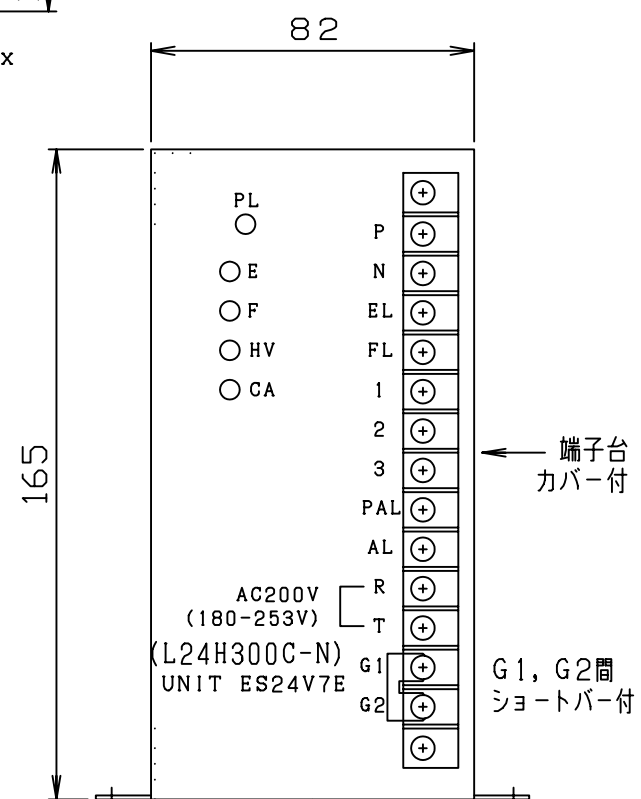 x
82
165
PL
E
F
HV
CA
P
N
EL
FL
1
2
3
PAL
AL
R
T
G1
G2
AC200V
(180-253V)
(L24H300C-N)
UNIT ES24V7E
端子台
カバー付
G1, G2間
ショートバー付